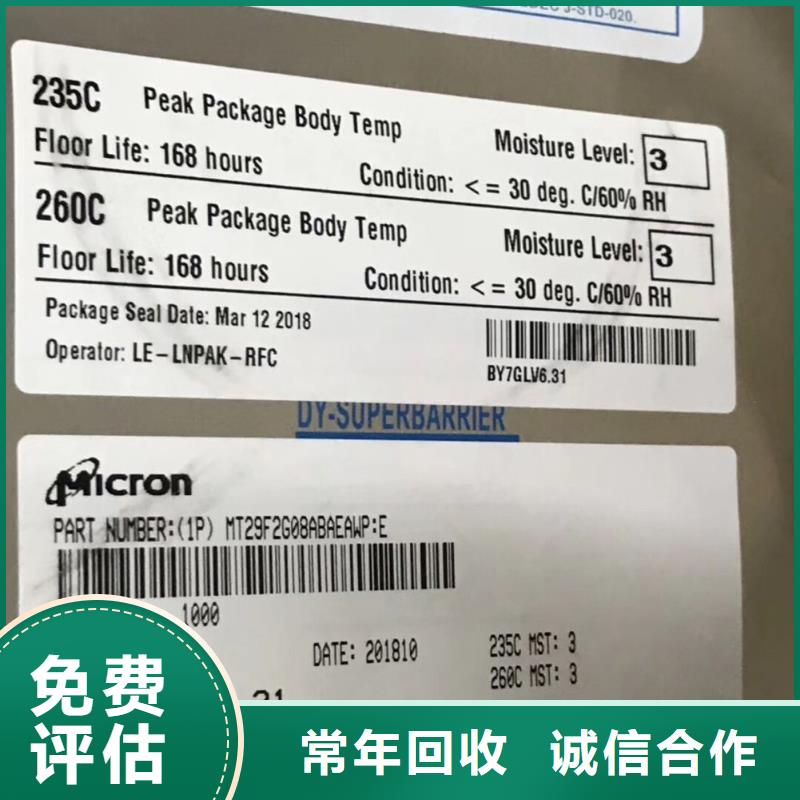 J-STD-020.
235C Peak Package Body Temp Moisture Level: 3
Floor Life: 168 hours Condition: <= 30 deg. C/60% RH
260C Peak Package Body Temp Moisture Level: 3
Floor Life: 168 hours Condition: <= 30 deg. C/60% RH
Package Seal Date: Mar 12 2018
Operator: LE-LNPAK-RFC
BY7GLV6.31
DY-SUPERBARRIER
Micron
PART NUMBER:(1P) MT29F2G08ABAEAWP:E
1000
DATE: 201810 235C MST: 3
260C MST: 3
免费
评估
常年回收 诚信合作